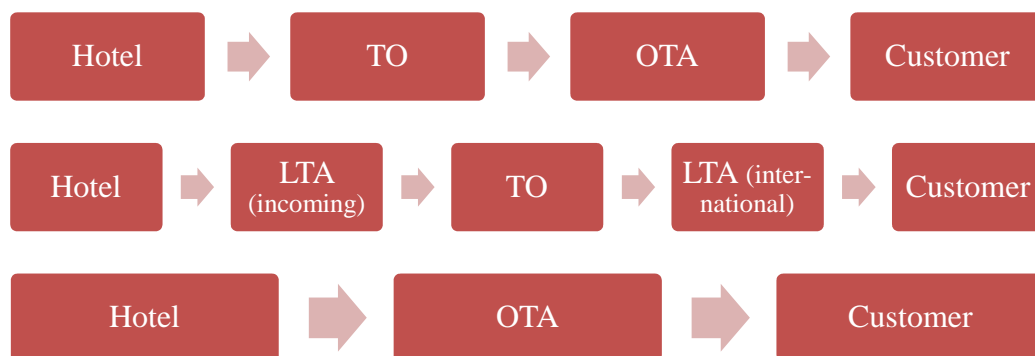 Hotel
TO
OTA
Customer
Hotel
LTA
(incoming)
TO
LTA (inter-
national)
Customer
Hotel
OTA
Customer